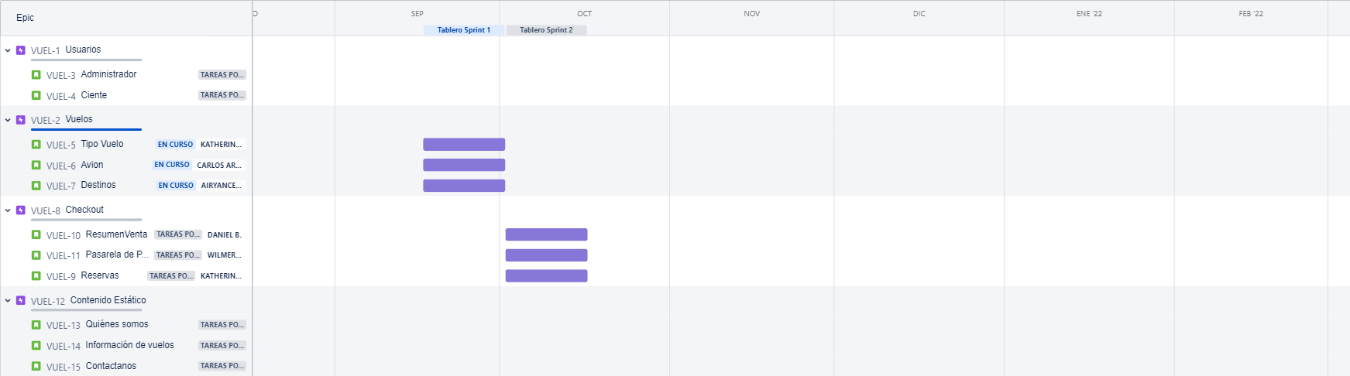 Epic
O SEP OCT NOV DIC ENE '22 FEB '22
Tablero Sprint 1 Tablero Sprint 2
VUEL-1 Usuarios
VUEL-3 Administrador TAREAS PO...
VUEL-4 Ciente TAREAS PO...
VUEL-2 Vuelos
VUEL-5 Tipo Vuelo EN CURSO KATHERIN...
VUEL-6 Avion EN CURSO CARLOS AR...
VUEL-7 Destinos EN CURSO AIRYANCE...
VUEL-8 Checkout
VUEL-10 ResumenVenta TAREAS PO... DANIEL B.
VUEL-11 Pasarela de P... TAREAS PO... WILMER...
VUEL-9 Reservas TAREAS PO... KATHERIN...
VUEL-12 Contenido Estático
VUEL-13 Quiénes somos TAREAS PO...
VUEL-14 Información de vuelos TAREAS PO...
VUEL-15 Contactanos TAREAS PO...